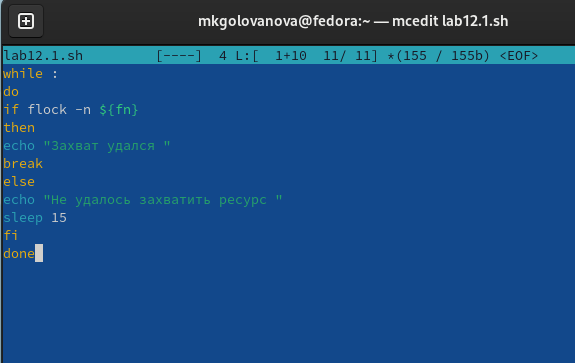 mkgolovanova@fedora:~ — mcedit lab12.1.sh
lab12.1.sh [----] 4 L:[ 1+10 11/ 11] *(155 / 155b) <EOF>
while :
do
if flock -n ${fn}
then
echo "Захват удался "
break
else
echo "Не удалось захватить ресурс "
sleep 15
fi
done